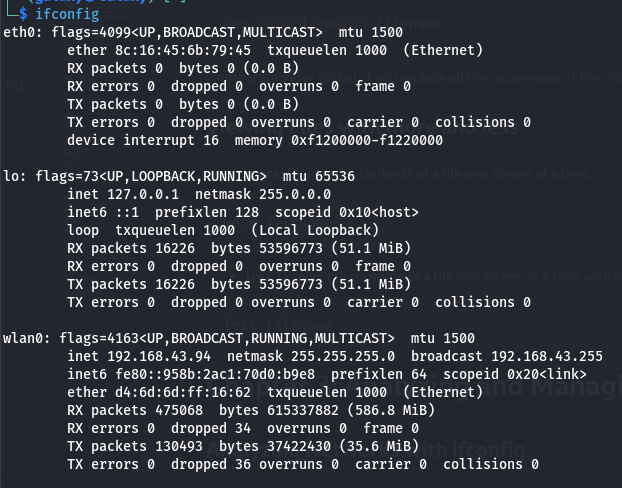 $ ifconfig
eth0: flags=4099<UP,BROADCAST,MULTICAST>  mtu 1500
        ether 8c:16:45:6b:79:45  txqueuelen 1000  (Ethernet)
        RX packets 0  bytes 0 (0.0 B)
        RX errors 0  dropped 0  overruns 0  frame 0
        TX packets 0  bytes 0 (0.0 B)
        TX errors 0  dropped 0 overruns 0  carrier 0  collisions 0
        device interrupt 16  memory 0xf1200000-f1220000

lo: flags=73<UP,LOOPBACK,RUNNING>  mtu 65536
        inet 127.0.0.1  netmask 255.0.0.0
        inet6 ::1  prefixlen 128  scopeid 0x10<host>
        loop  txqueuelen 1000  (Local Loopback)
        RX packets 16226  bytes 53596773 (51.1 MiB)
        RX errors 0  dropped 0  overruns 0  frame 0
        TX packets 16226  bytes 53596773 (51.1 MiB)
        TX errors 0  dropped 0 overruns 0  carrier 0  collisions 0

wlan0: flags=4163<UP,BROADCAST,RUNNING,MULTICAST>  mtu 1500
        inet 192.168.43.94  netmask 255.255.255.0  broadcast 192.168.43.255
        inet6 fe80::958b:2ac1:70d0:b9e8  prefixlen 64  scopeid 0x20<link>
        ether d4:6d:6d:ff:16:62  txqueuelen 1000  (Ethernet)
        RX packets 475068  bytes 615337882 (586.8 MiB)
        RX errors 0  dropped 34  overruns 0  frame 0
        TX packets 130493  bytes 37422430 (35.6 MiB)
        TX errors 0  dropped 36 overruns 0  carrier 0  collisions 0